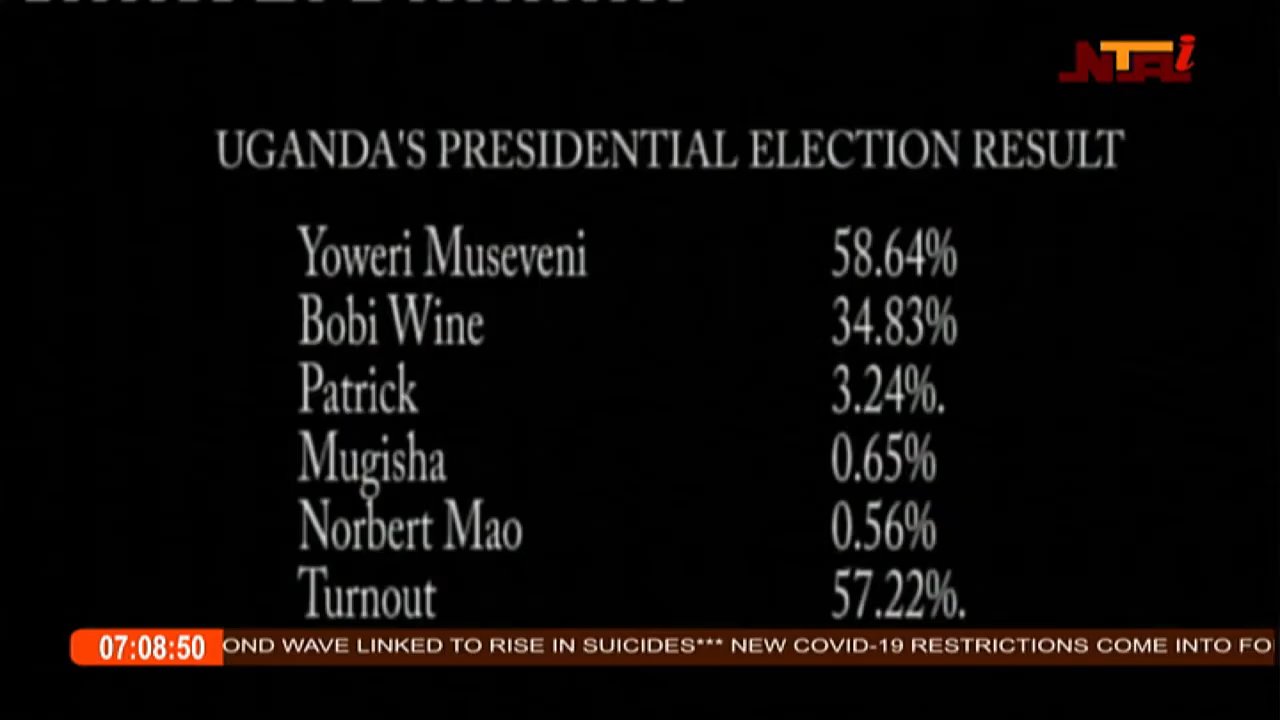 NTAi
UGANDA'S PRESIDENTIAL ELECTION RESULT
Yoweri Museveni 58.64%
Bobi Wine 34.83%
Patrick 3.24%.
Mugisha 0.65%
Norbert Mao 0.56%
Turnout 57.22%.
07:08:50 OND WAVE LINKED TO RISE IN SUICIDES*** NEW COVID-19 RESTRICTIONS COME INTO FO